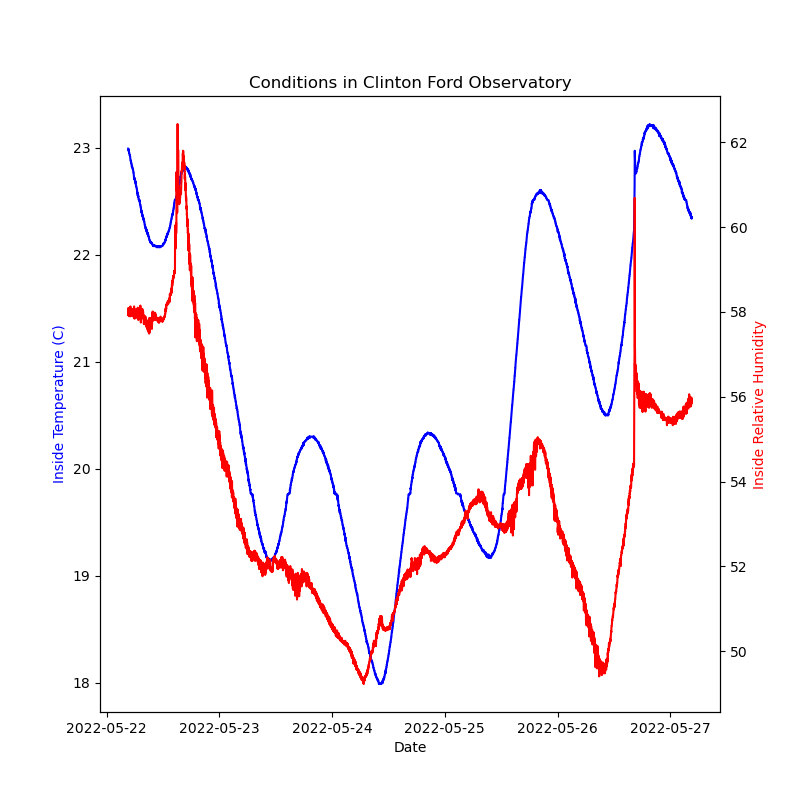 Conditions in Clinton Ford Observatory
23
22
21
20
19
18
Inside Temperature (C)
62
60
58
56
54
52
50
Inside Relative Humidity
2022-05-22 2022-05-23 2022-05-24 2022-05-25 2022-05-26 2022-05-27
Date